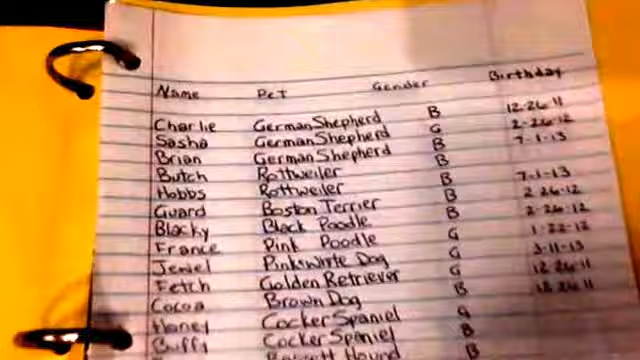 Name Pet Gender Birthday
Charlie German Shepherd B 12-26-11
Sasha German Shepherd G 2-26-12
Brian German Shepherd B 7-1-13
Butch Rottweiler B
Hobbs Rottweiler B 7-1-13
Guard Boston Terrier B 2-26-12
Blacky Black Poodle B 2-26-12
France Pink Poodle G 1-22-12
Jewel Pink&White Dog G 3-11-13
Fetch Golden Retriever G 12-26-11
Cocoa Brown Dog B 12-26-11
Honey Cocker Spaniel G
Buffy Cocker Spaniel B
Hound B